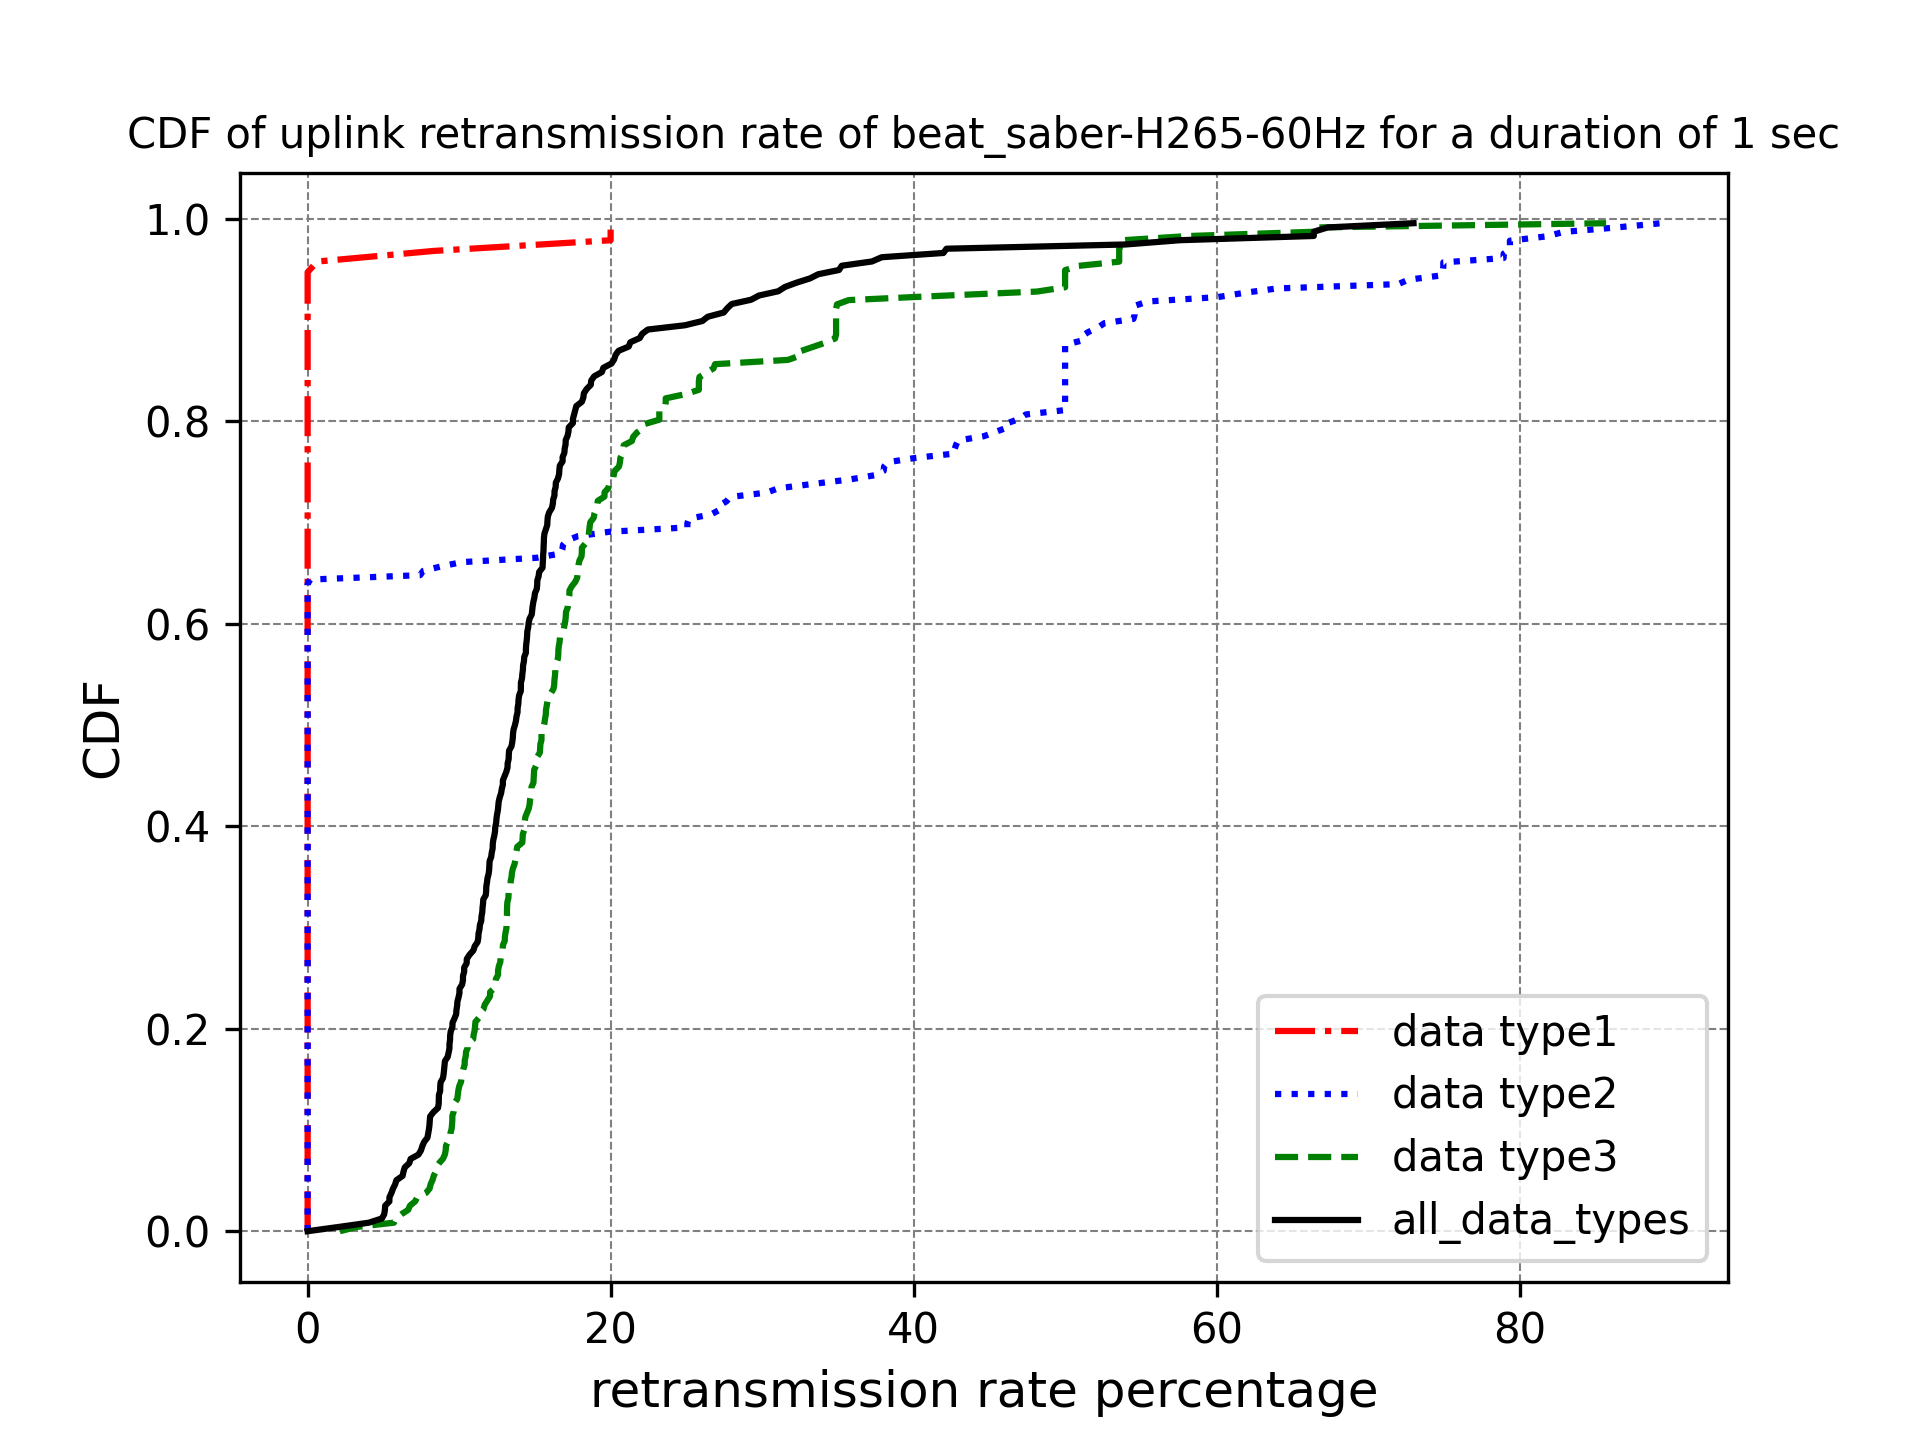 CDF of uplink retransmission rate of beat_saber-H265-60Hz for a duration of 1 sec
1.0
0.8
0.6
0.4
0.2
0.0
CDF
data type1
data type2
data type3
all_data_types
0 20 40 60 80
retransmission rate percentage